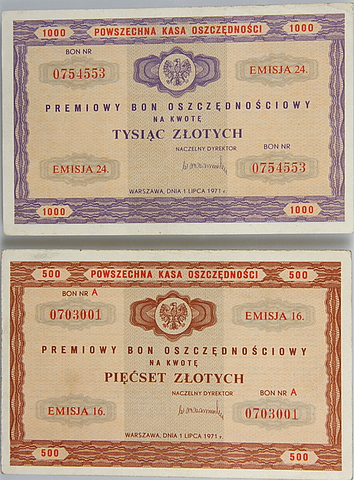 1000 POWSZECHNA KASA OSZCZĘDNOŚCI 1000
BON NR
0754553
EMISJA 24.
PREMIOWY BON OSZCZĘDNOŚCIOWY
NA KWOTĘ
TYSIĄC ZŁOTYCH
NACZELNY DYREKTOR
BON NR
EMISJA 24.
0754553
WARSZAWA, DNIA 1 LIPCA 1971 r.
1000 1000
500 POWSZECHNA KASA OSZCZĘDNOŚCI 500
BON NR A
0703001
EMISJA 16.
PREMIOWY BON OSZCZĘDNOŚCIOWY
NA KWOTĘ
PIĘĆSET ZŁOTYCH
NACZELNY DYREKTOR
BON NR A
EMISJA 16.
0703001
WARSZAWA, DNIA 1 LIPCA 1971 r.
500 500